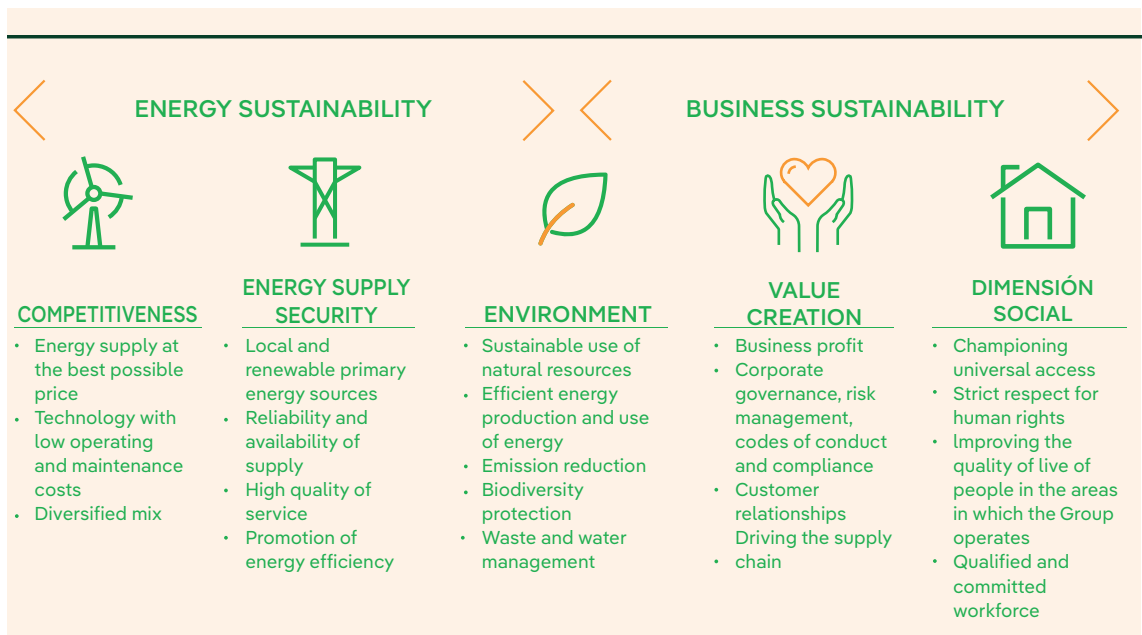 ENERGY SUSTAINABILITY
BUSINESS SUSTAINABILITY
COMPETITIVENESS
• Energy supply at
the best possible
price
• Technology with
low operating
and maintenance
costs
• Diversified mix
ENERGY SUPPLY
SECURITY
• Local and
renewable primary
energy sources
• Reliability and
availability of
supply
• High quality of
service
• Promotion of
energy efficiency
ENVIRONMENT
• Sustainable use of
natural resources
• Efficient energy
production and use
of energy
• Emission reduction
• Biodiversity
protection
• Waste and water
management
VALUE
CREATION
• Business profit
• Corporate
governance, risk
management,
codes of conduct
and compliance
• Customer
relationships
Driving the supply
• chain
DIMENSIÓN
SOCIAL
• Championing
universal access
• Strict respect for
human rights
• Improving the
quality of live of
people in the areas
in which the Group
operates
• Qualified and
committed
workforce